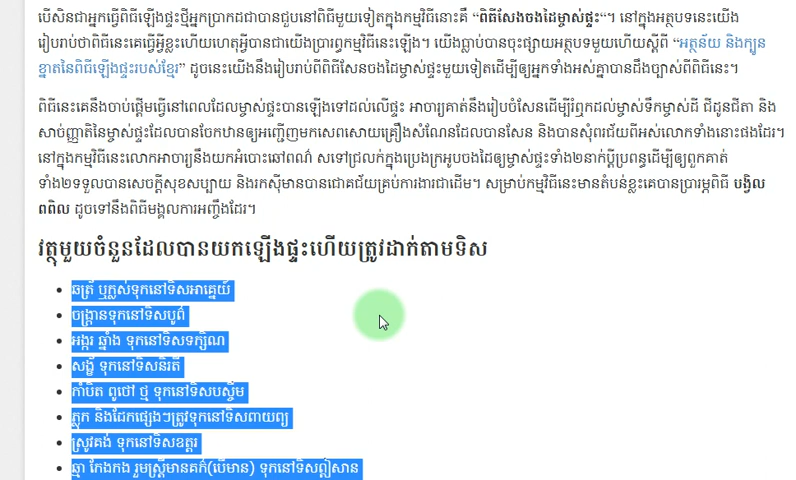 បើសិនជាអ្នកធ្វើពិធីឡើងផ្ទះថ្មីអ្នកប្រាកដជាបានជួបនៅពិធីមួយទៀតក្នុងកម្មវិធីនោះគឺ “ពិធីសែងចងដៃម្ចាស់ផ្ទះ“។ នៅក្នុងអត្ថបទនេះយើង
រៀបរាប់ថាពិធីនេះគេធ្វើអ្វីខ្លះហើយហេតុអ្វីបានជាយើងប្រារព្ធកម្មវិធីនេះឡើង។ យើងធ្លាប់បានចុះផ្សាយអត្ថបទមួយហើយស្ដីពី “អត្ថន័យ និងក្បួន
ខ្នាតនៃពិធីឡើងផ្ទះរបស់ខ្មែរ” ដូចនេះយើងនឹងរៀបរាប់ពីពិធីសែនចងដៃម្ចាស់ផ្ទះមួយទៀតដើម្បីឲ្យអ្នកទាំងអស់គ្នាបានដឹងច្បាស់ពីពិធីនេះ។
ពិធីនេះគេនឹងចាប់ផ្ដើមធ្វើនៅពេលដែលម្ចាស់ផ្ទះបានឡើងទៅដល់លើផ្ទះ អាចារ្យគាត់នឹងរៀបចំសែនដើម្បីរំឮកដល់ម្ចាស់ទឹកម្ចាស់ដី ជីដូនជីតា និង
សាច់ញាតិនៃម្ចាស់ផ្ទះដែលបានចែកឋានឲ្យអញ្ជើញមកសេពសោយគ្រឿងសំណែនដែលបានសែន និងបានសុំពរជ័យពីអស់លោកទាំងនោះផងដែរ។
នៅក្នុងកម្មវិធីនេះលោកអាចារ្យនឹងយកអំបោះឆៅពណ៌ សទៅជ្រលក់ក្នុងប្រេងក្រអូបចងដៃឲ្យម្ចាស់ផ្ទះទាំង២នាក់ប្ដីប្រពន្ធដើម្បីឲ្យពួកគាត់
ទាំង២ទទួលបានសេចក្ដីសុខសប្បាយ និងរកស៊ីមានបានជោគជ័យគ្រប់ការងារជាដើម។ សម្រាប់កម្មវិធីនេះមានតំបន់ខ្លះគេបានប្រារម្ភពិធី បង្វិល
ពពិល ដូចទៅនឹងពិធីមង្គលការអញ្ចឹងដែរ។
វត្ថុមួយចំនួនដែលបានយកឡើងផ្ទះហើយត្រូវដាក់តាមទិស
• ឆត្រ ឬក្លស់ទុកនៅទិសអាគ្នេយ៍
• ចង្ក្រានទុកនៅទិសបូព៌
• អង្ករ ឆ្នាំង ទុកនៅទិសទក្សិណ
• សង្ខ័ ទុកនៅទិសនិរតី
• កាំបិត ពូថៅ ថ្ម ទុកនៅទិសបស្ចឹម
• ភ្លុក និងដែកផ្សេងៗត្រូវទុកនៅទិសពាយព្យ
• ស្រូវគង់ ទុកនៅទិសឧត្តរ
• ឆ្មា កែងកង រួមស្ត្រីមានគក៌(បើមាន) ទុកនៅទិសឦសាន